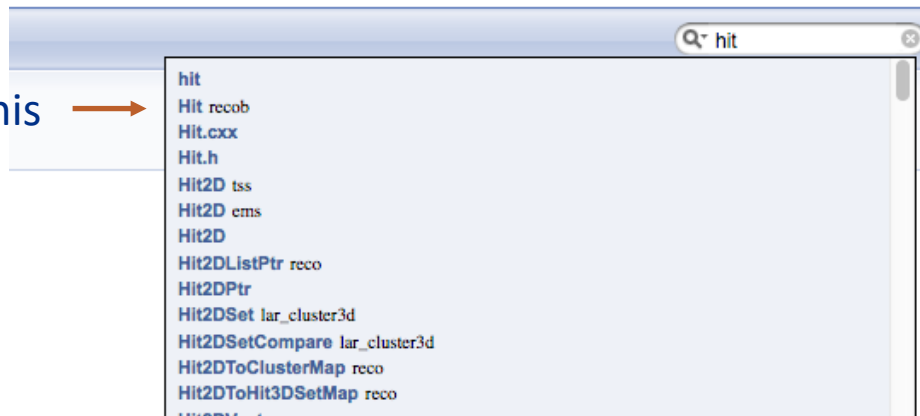 hit
hit
his
Hit recob
Hit.cxx
Hit.h
Hit2D tss
Hit2D ems
Hit2D
Hit2DListPtr reco
Hit2DPtr
Hit2DSet lar_cluster3d
Hit2DSetCompare lar_cluster3d
Hit2DToClusterMap reco
Hit2DToHit3DSetMap reco